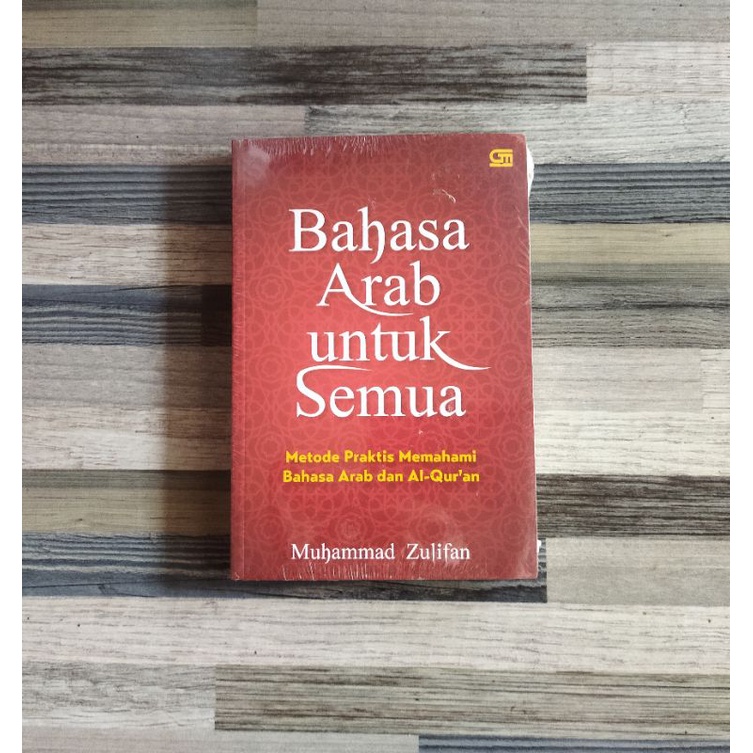 Bahasa
Arab
untuk
Semua
Metode Praktis Memahami
Bahasa Arab dan Al-Qur'an
Muhammad Zulifan